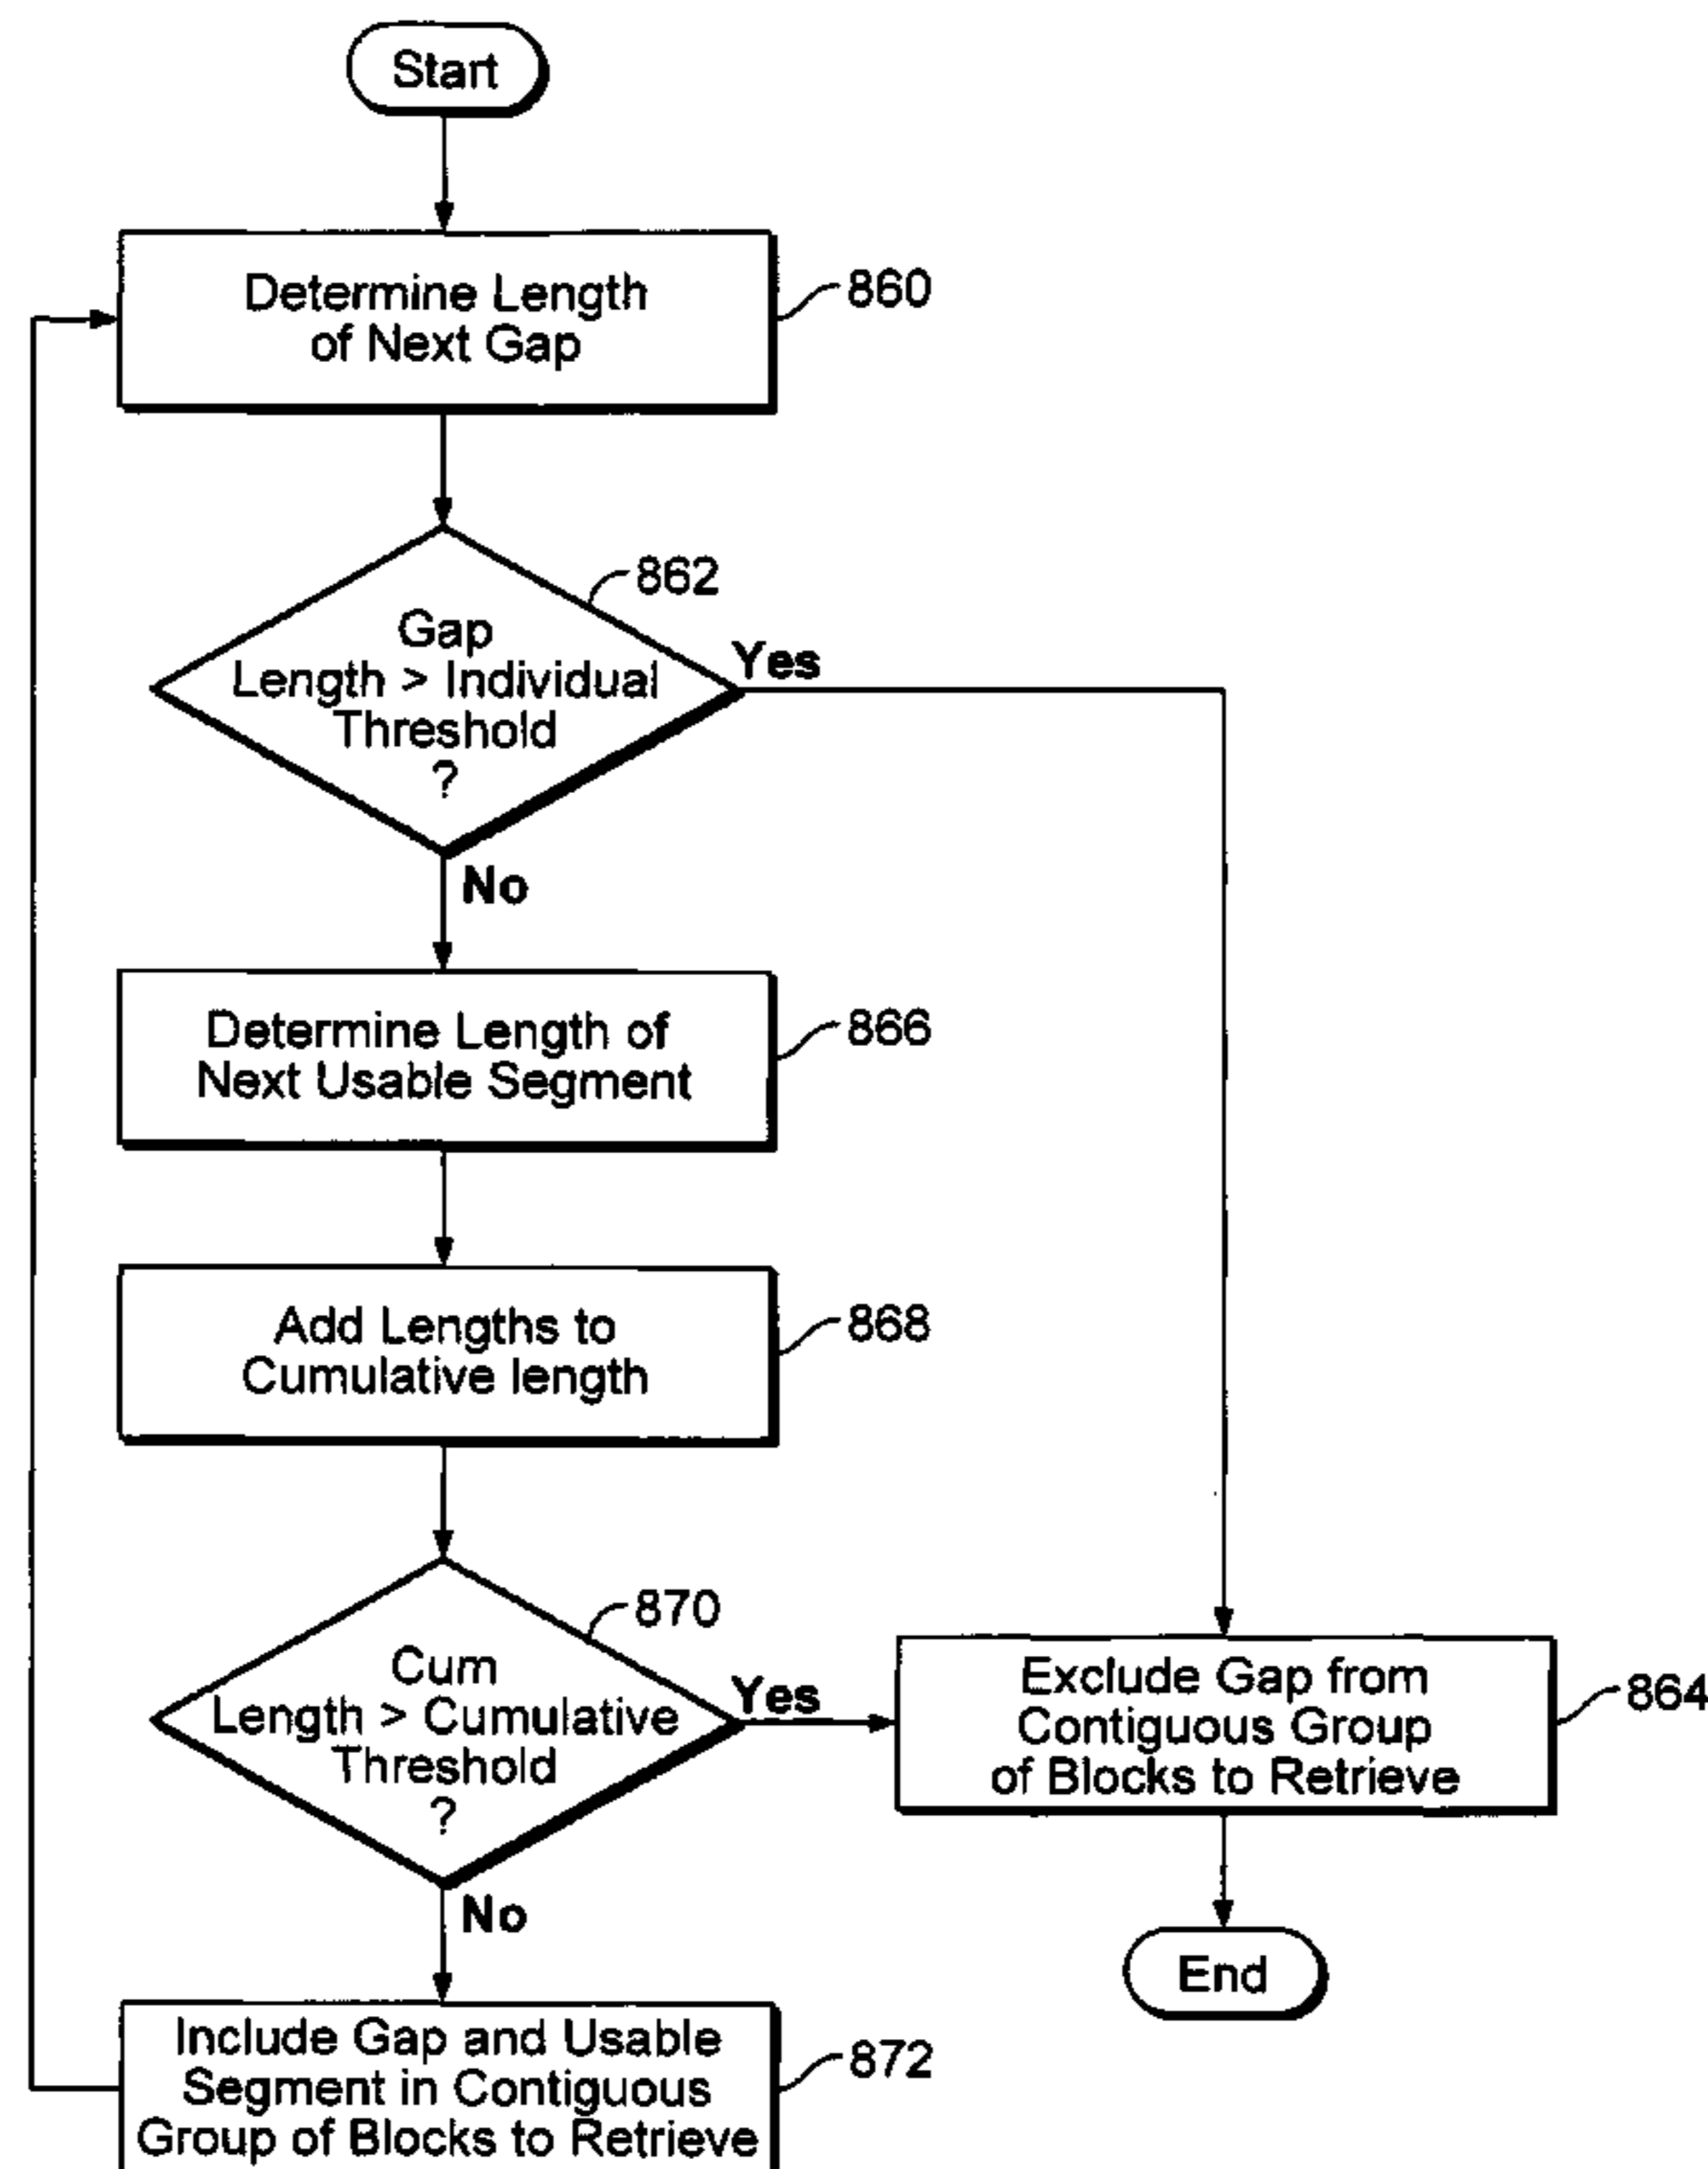 Start
Determine Length
of Next Gap
860
862
Gap
Length > Individual
Threshold
?
Yes
No
Determine Length of
Next Usable Segment
866
Add Lengths to
Cumulative length
868
870
Cum
Length > Cumulative
Threshold
?
Yes
No
Exclude Gap from
Contiguous Group
of Blocks to Retrieve
864
End
Include Gap and Usable
Segment in Contiguous
Group of Blocks to Retrieve
872